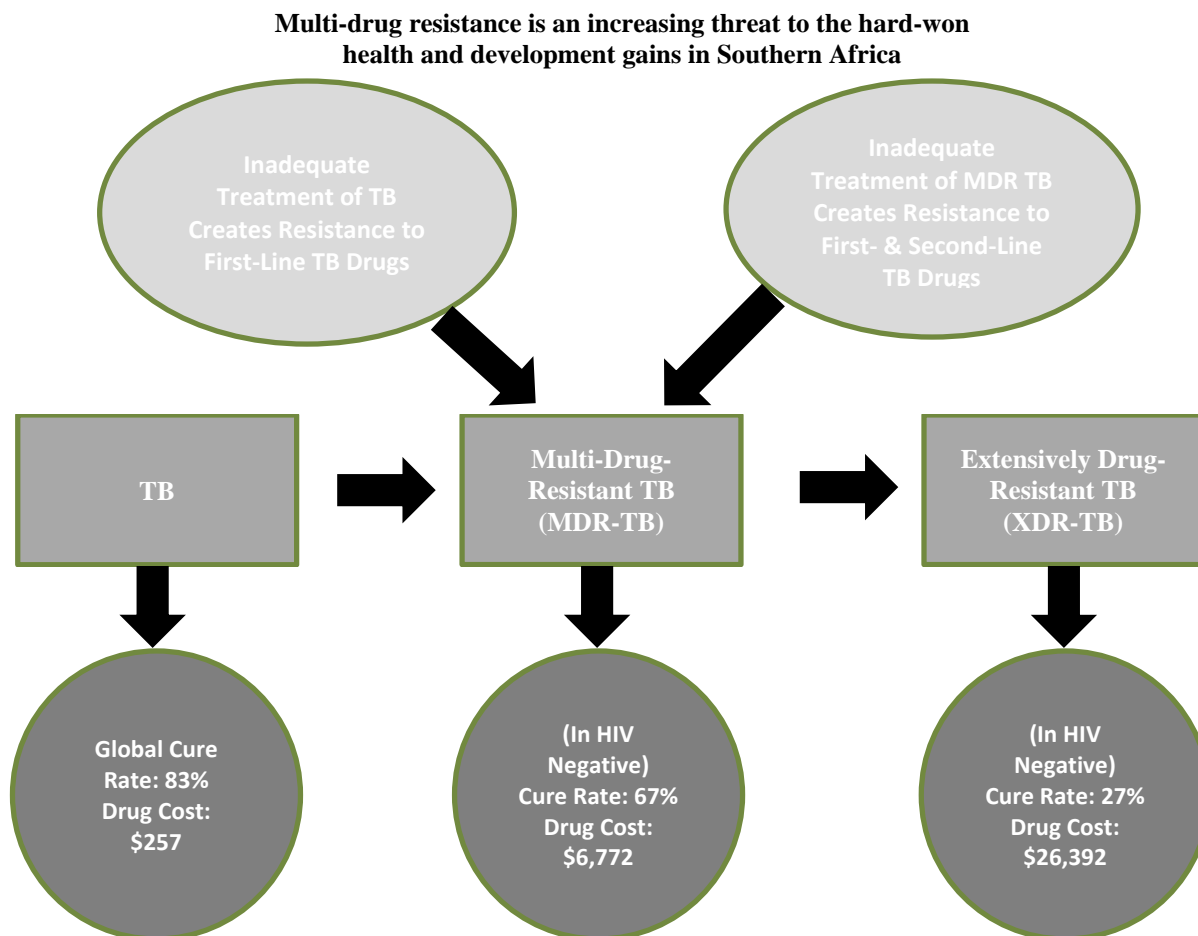 Multi-drug resistance is an increasing threat to the hard-won
health and development gains in Southern Africa
Inadequate
Treatment of TB
Creates Resistance to
First-Line TB Drugs
Inadequate
Treatment of MDR TB
Creates Resistance to
First- & Second-Line
TB Drugs
TB
Multi-Drug-
Resistant TB
(MDR-TB)
Extensively Drug-
Resistant TB
(XDR-TB)
Global Cure
Rate: 83%
Drug Cost:
$257
(In HIV
Negative)
Cure Rate: 67%
Drug Cost:
$6,772
(In HIV
Negative)
Cure Rate: 27%
Drug Cost:
$26,392